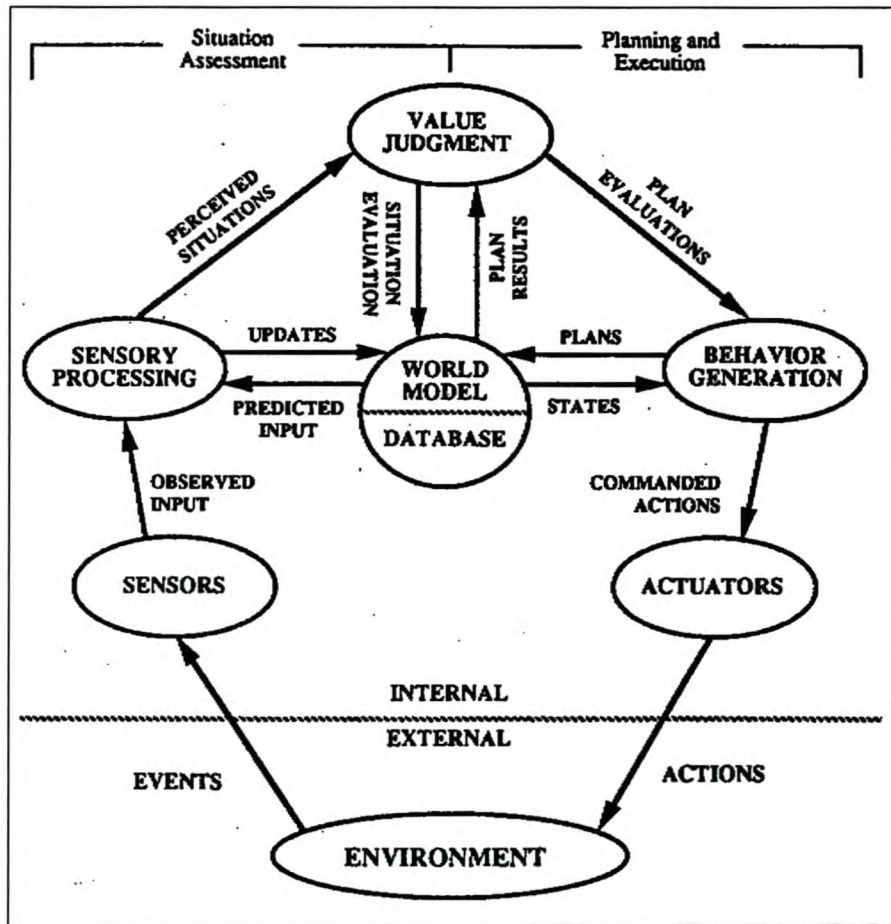 Situation
Assessment
Planning and
Execution
VALUE
JUDGMENT
PERCEIVED
SITUATIONS
SITUATION
EVALUATION
PLAN
RESULTS
PLAN
EVALUATIONS
SENSORY
PROCESSING
UPDATES
PREDICTED
INPUT
WORLD
MODEL
DATABASE
PLANS
STATES
BEHAVIOR
GENERATION
OBSERVED
INPUT
COMMANDED
ACTIONS
SENSORS
ACTUATORS
INTERNAL
EXTERNAL
EVENTS
ACTIONS
ENVIRONMENT